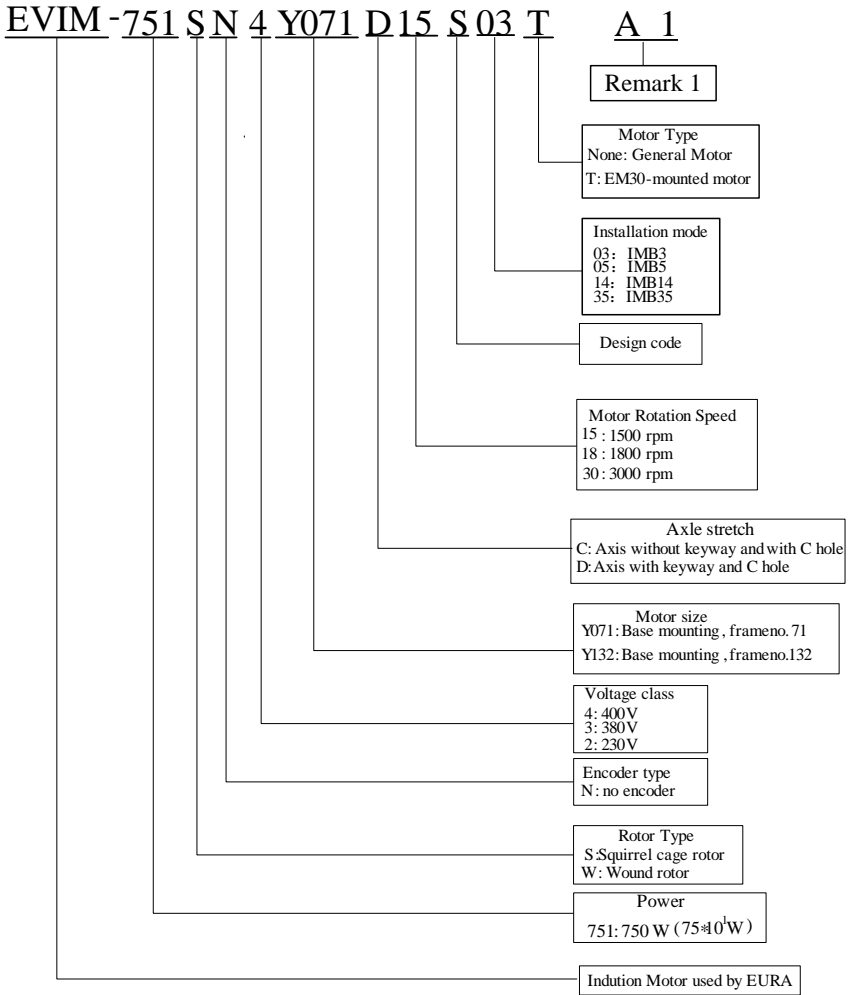 EVIM-751 S N 4 Y071 D 15 S 03 T A 1
Remark 1
Motor Type
None: General Motor
T: EM30-mounted motor
Installation mode
03: IMB3
05: IMB5
14: IMB14
35: IMB35
Design code
Motor Rotation Speed
15 : 1500 rpm
18 : 1800 rpm
30 : 3000 rpm
Axle stretch
C: Axis without keyway and with C hole
D: Axis with keyway and C hole
Motor size
Y071: Base mounting, frameno. 71
Y132: Base mounting, frameno. 132
Voltage class
4: 400V
3: 380V
2: 230V
Encoder type
N: no encoder
Rotor Type
S:Squirrel cage rotor
W: Wound rotor
Power
751: 750 W (75*10¹W)
Indution Motor used by EURA